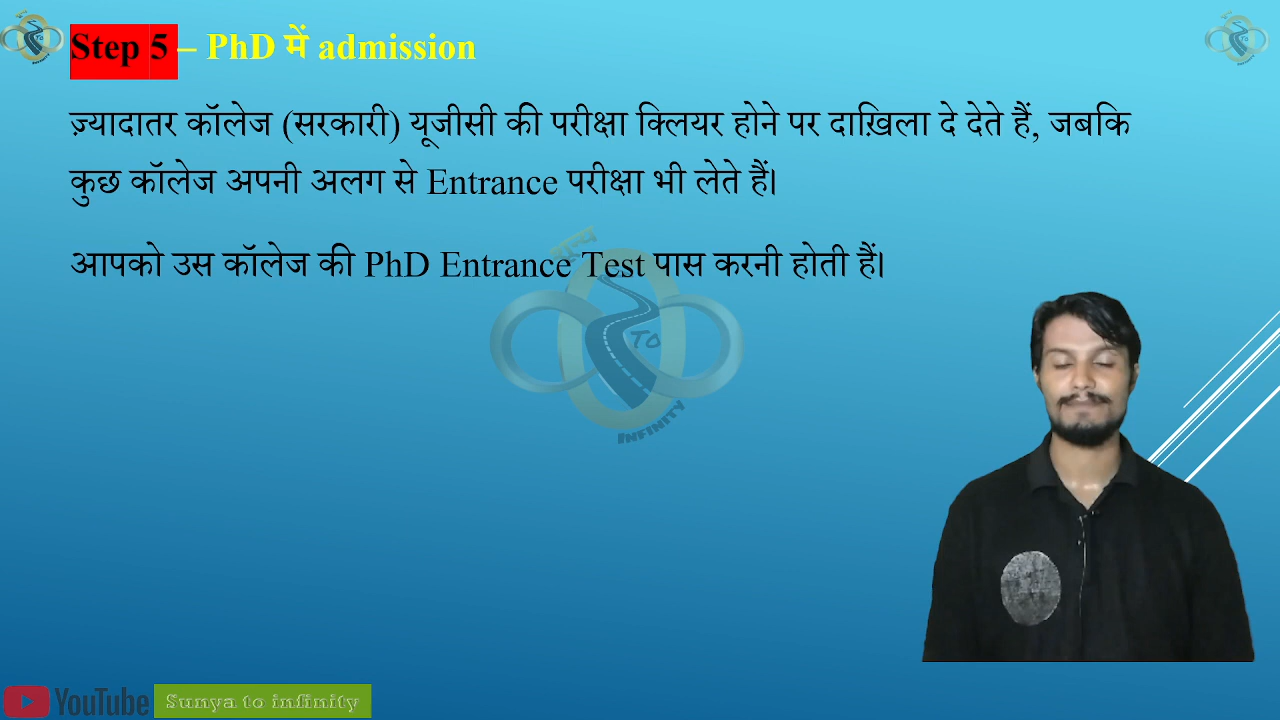 Step 5 – PhD में admission
ज़्यादातर कॉलेज (सरकारी) यूजीसी की परीक्षा क्लियर होने पर दाख़िला दे देते हैं, जबकि
कुछ कॉलेज अपनी अलग से Entrance परीक्षा भी लेते हैं।
आपको उस कॉलेज की PhD Entrance Test पास करनी होती हैं।
To
INFINITY
YouTube
Sunya to infinity